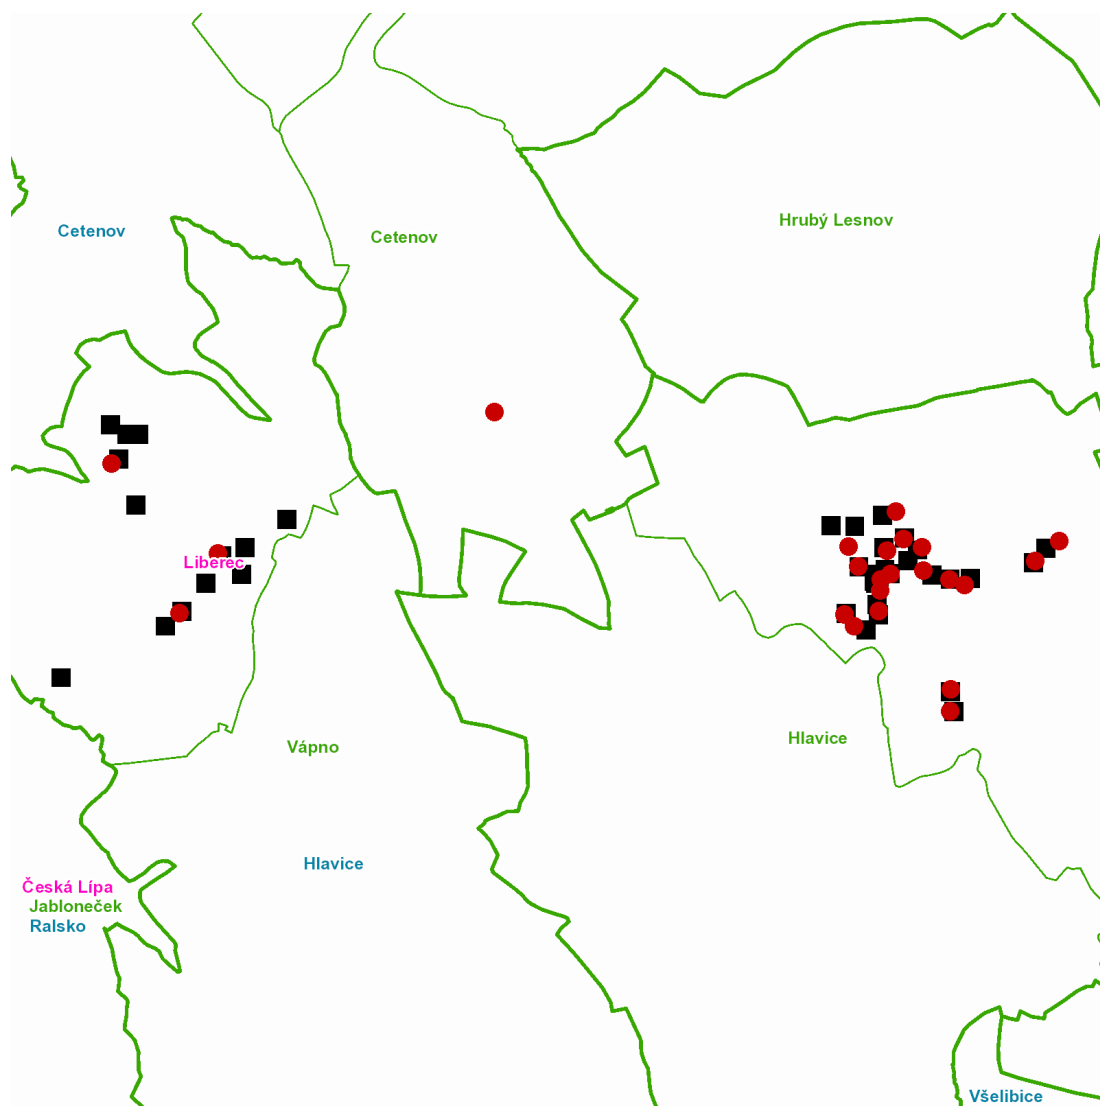 Hrubý Lesnov
Cetenov
Cetenov
Liberec
Hlavice
Vápno
Hlavice
Česká Lípa
Jabloneček
Ralsko
Všelibice